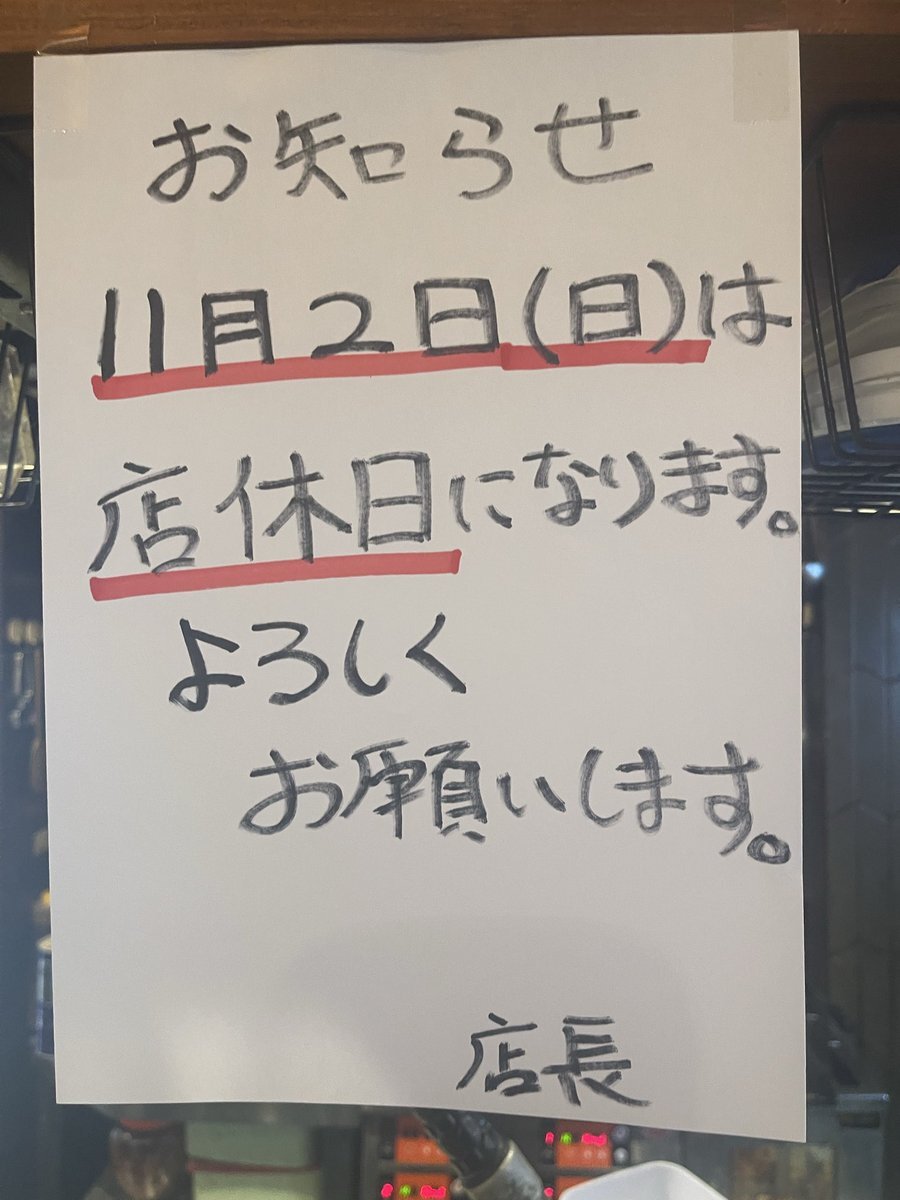 お知らせ
11月2日(日)は
店休日になります。
よろしく
お願いします。
店長